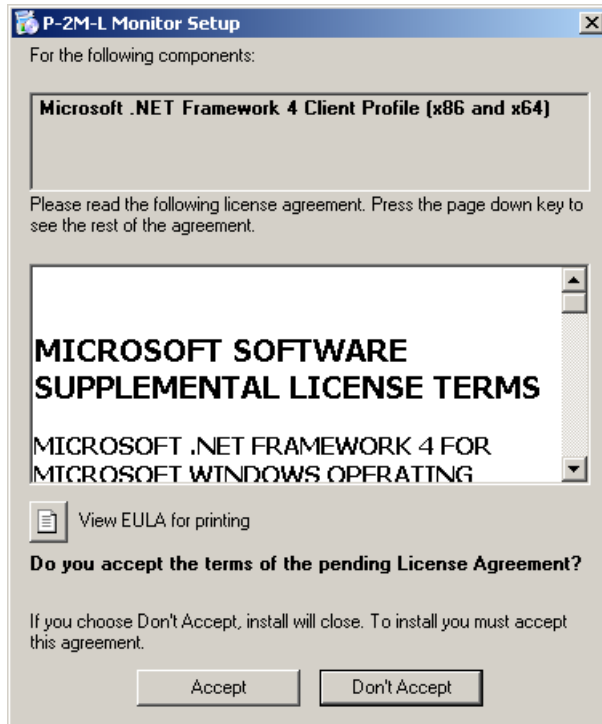 P-2M-L Monitor Setup
For the following components:
Microsoft .NET Framework 4 Client Profile (x86 and x64)
Please read the following license agreement. Press the page down key to
see the rest of the agreement.
MICROSOFT SOFTWARE
SUPPLEMENTAL LICENSE TERMS
MICROSOFT .NET FRAMEWORK 4 FOR
MICROSOFT WINDOWS OPERATING
View EULA for printing
Do you accept the terms of the pending License Agreement?
If you choose Don't Accept, install will close. To install you must accept
this agreement.
Accept Don't Accept